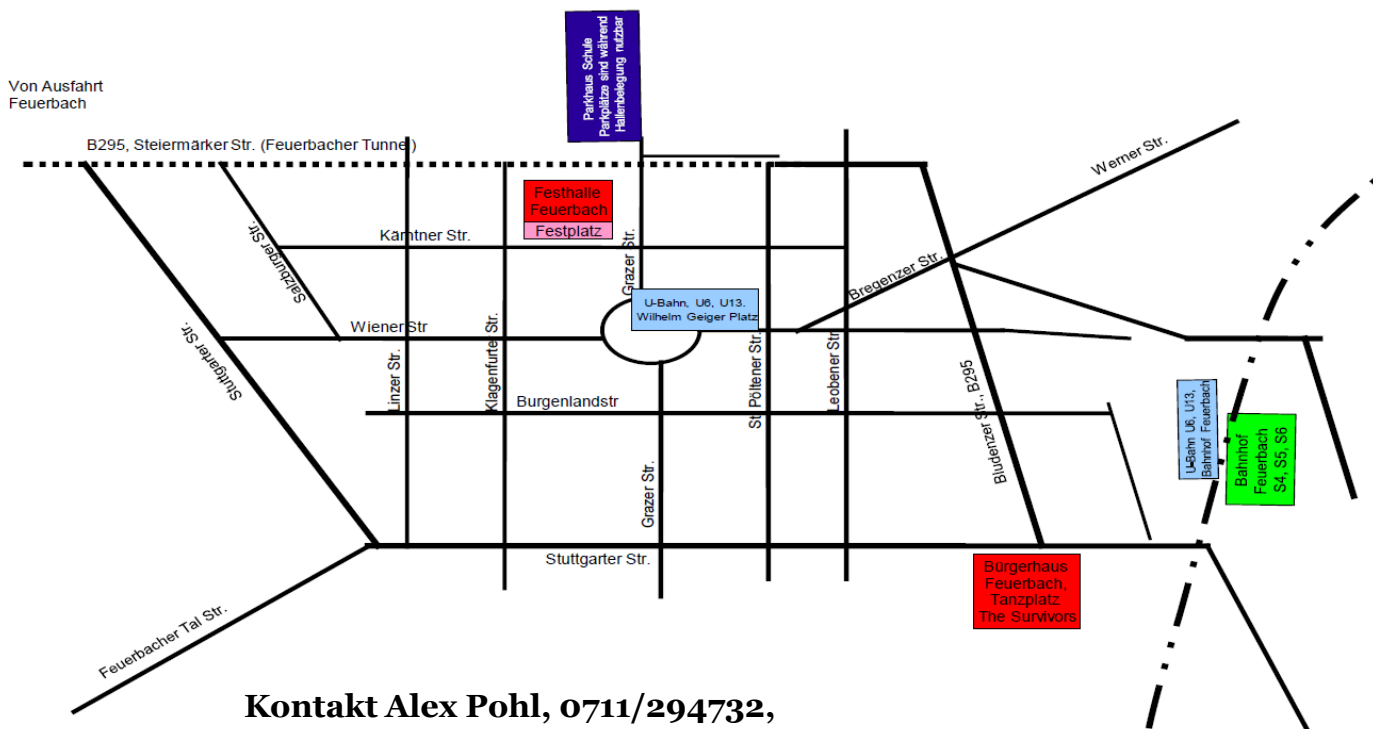 Parkhaus Schule
Parkplätze sind während
Hallenbelegung nutzbar
Von Ausfahrt
Feuerbach
B295, Steiermärker Str. (Feuerbacher Tunnel)
Werner Str.
Festhalle
Feuerbach
Festplatz
Salzburger Str.
Kärntner Str.
Grazer Str.
Bregenzer Str.
U-Bahn, U6, U13.
Wilhelm Geiger Platz
Stuttgarter Str.
Wiener Str
Linzer Str.
Klagenfurter Str.
St. Pöltener Str.
Leobener Str.
Bludenzer Str., B295
Burgenlandstr
U-Bahn U6, U13,
Bahnhof Feuerbach
Bahnhof
Feuerbach
S4, S5, S6
Grazer Str.
Stuttgarter Str.
Bürgerhaus
Feuerbach,
Tanzplatz
The Survivors
Feuerbacher Tal Str.
Kontakt Alex Pohl, 0711/294732,